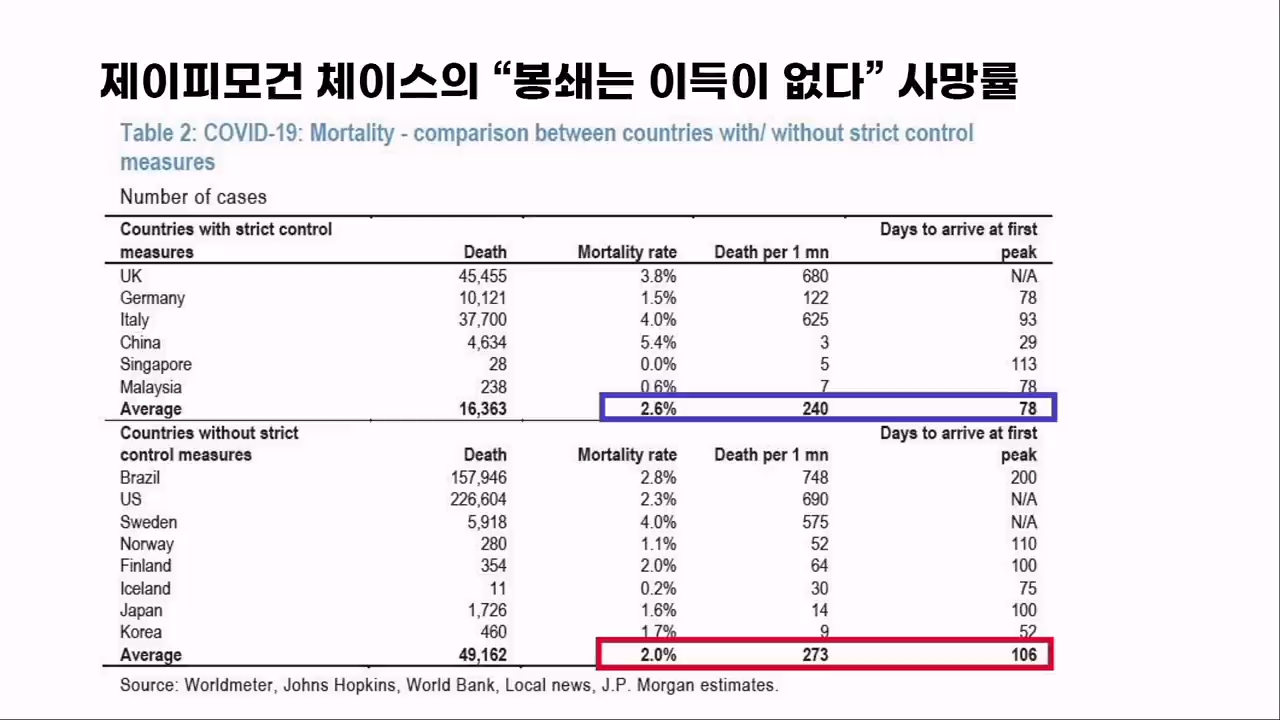 제이피모건 체이스의 “봉쇄는 이득이 없다” 사망률
Table 2: COVID-19: Mortality - comparison between countries with/ without strict control
measures
Number of cases
Countries with strict control measures Death Mortality rate Death per 1 mn Days to arrive at first peak
UK 45,455 3.8% 680 N/A
Germany 10,121 1.5% 122 78
Italy 37,700 4.0% 625 93
China 4,634 5.4% 3 29
Singapore 28 0.0% 5 113
Malaysia 238 0.6% 7 78
Average 16,363 2.6% 240 78
Countries without strict control measures Death Mortality rate Death per 1 mn Days to arrive at first peak
Brazil 157,946 2.8% 748 200
US 226,604 2.3% 690 N/A
Sweden 5,918 4.0% 575 N/A
Norway 280 1.1% 52 110
Finland 354 2.0% 64 100
Iceland 11 0.2% 30 75
Japan 1,726 1.6% 14 100
Korea 460 1.7% 9 52
Average 49,162 2.0% 273 106
Source: Worldmeter, Johns Hopkins, World Bank, Local news, J.P. Morgan estimates.